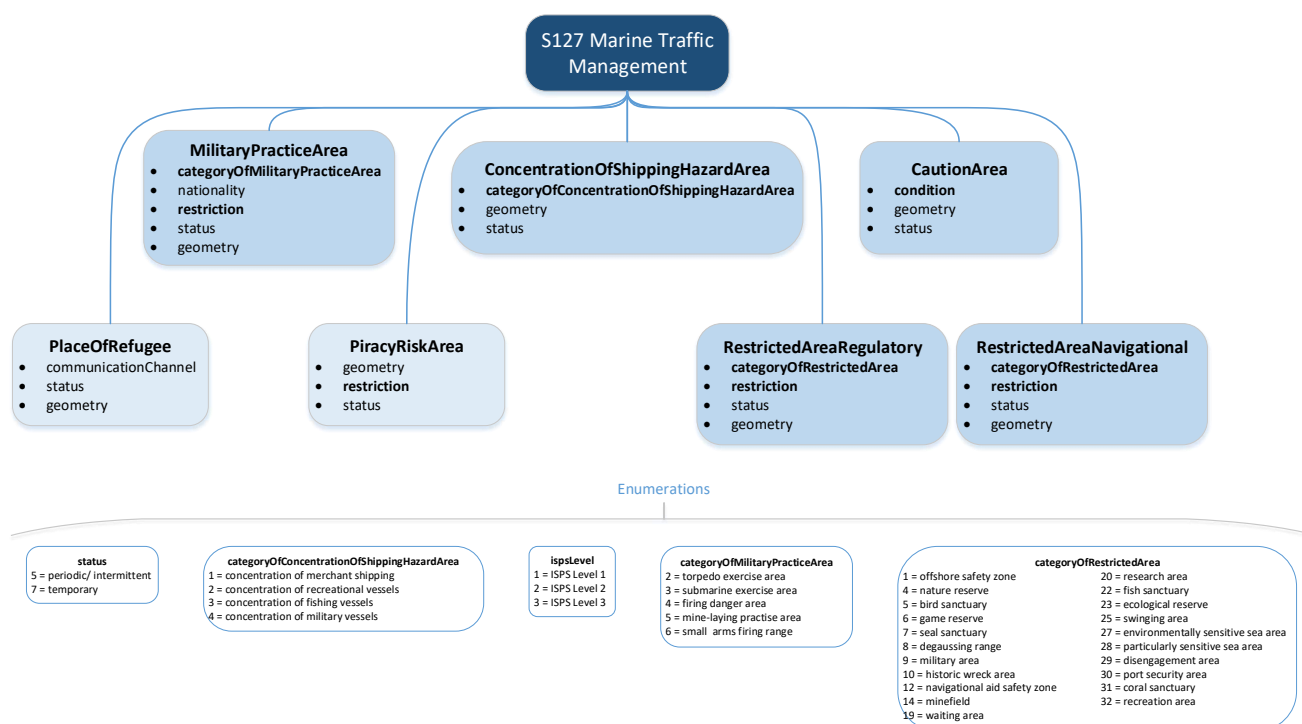 S127 Marine Traffic
Management
MilitaryPracticeArea
• categoryOfMilitaryPracticeArea
• nationality
• restriction
• status
• geometry
ConcentrationOfShippingHazardArea
• categoryOfConcentrationOfShippingHazardArea
• geometry
• status
CautionArea
• condition
• geometry
• status
PlaceOfRefugee
• communicationChannel
• status
• geometry
PiracyRiskArea
• geometry
• restriction
• status
RestrictedAreaRegulatory
• categoryOfRestrictedArea
• restriction
• status
• geometry
RestrictedAreaNavigational
• categoryOfRestrictedArea
• restriction
• status
• geometry
Enumerations
status
5 = periodic/ intermittent
7 = temporary
categoryOfConcentrationOfShippingHazardArea
1 = concentration of merchant shipping
2 = concentration of recreational vessels
3 = concentration of fishing vessels
4 = concentration of military vessels
ispsLevel
1 = ISPS Level 1
2 = ISPS Level 2
3 = ISPS Level 3
categoryOfMilitaryPracticeArea
2 = torpedo exercise area
3 = submarine exercise area
4 = firing danger area
5 = mine-laying practise area
6 = small arms firing range
categoryOfRestrictedArea
1 = offshore safety zone
4 = nature reserve
5 = bird sanctuary
6 = game reserve
7 = seal sanctuary
8 = degaussing range
9 = military area
10 = historic wreck area
12 = navigational aid safety zone
14 = minefield
19 = waiting area
20 = research area
22 = fish sanctuary
23 = ecological reserve
25 = swinging area
27 = environmentally sensitive sea area
28 = particularly sensitive sea area
29 = disengagement area
30 = port security area
31 = coral sanctuary
32 = recreation area